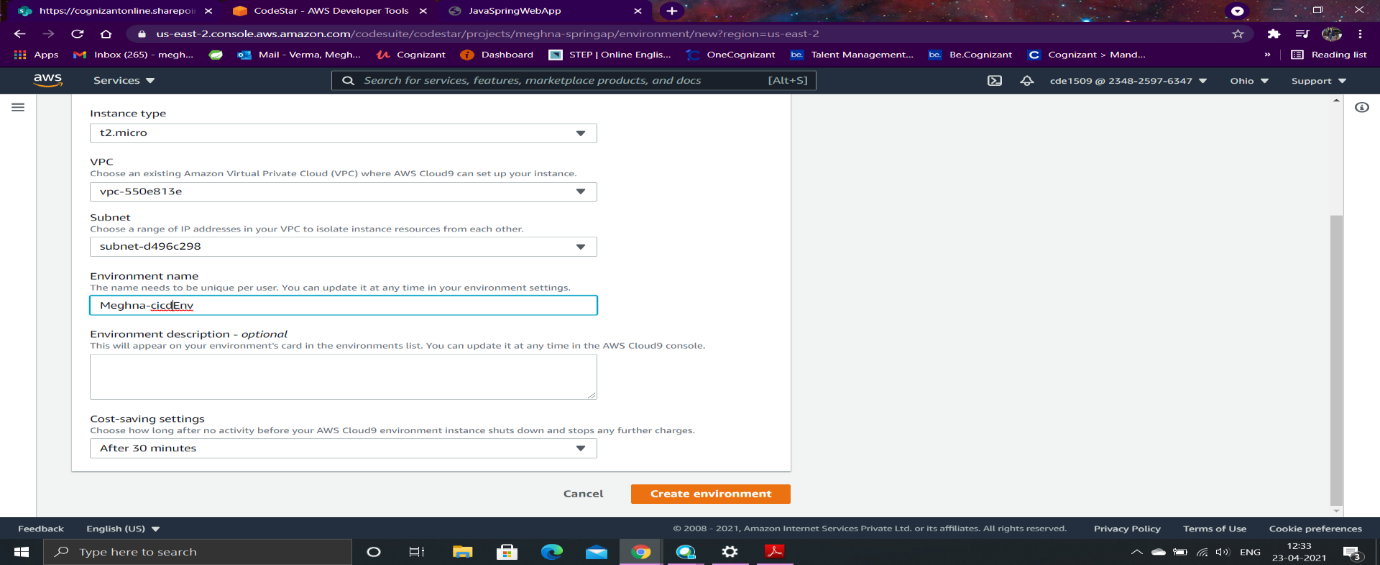 https://cognizantonline.sharepoi
CodeStar - AWS Developer Tools
JavaSpringWebApp
us-east-2.console.aws.amazon.com/codesuite/codestar/projects/meghna-springap/environment/new?region=us-east-2
Apps
Inbox (265) - megh...
Mail - Verma, Megh...
Cognizant
Dashboard
STEP | Online Englis...
OneCognizant
Talent Management...
Be.Cognizant
Cognizant > Mand...
»
Reading list
aws
Services
Search for services, features, marketplace products, and docs
[Alt+S]
cde1509 @ 2348-2597-6347
Ohio
Support
Instance type
t2.micro
VPC
Choose an existing Amazon Virtual Private Cloud (VPC) where AWS Cloud9 can set up your instance.
vpc-550e813e
Subnet
Choose a range of IP addresses in your VPC to isolate instance resources from each other.
subnet-d496c298
Environment name
The name needs to be unique per user. You can update it at any time in your environment settings.
Meghna-cicdEnv
Environment description - optional
This will appear on your environment's card in the environments list. You can update it at any time in the AWS Cloud9 console.
Cost-saving settings
Choose how long after no activity before your AWS Cloud9 environment instance shuts down and stops any further charges.
After 30 minutes
Cancel
Create environment
Feedback
English (US)
© 2008 - 2021, Amazon Internet Services Private Ltd. or its affiliates. All rights reserved.
Privacy Policy
Terms of Use
Cookie preferences
Type here to search
ENG
12:33
23-04-2021
3